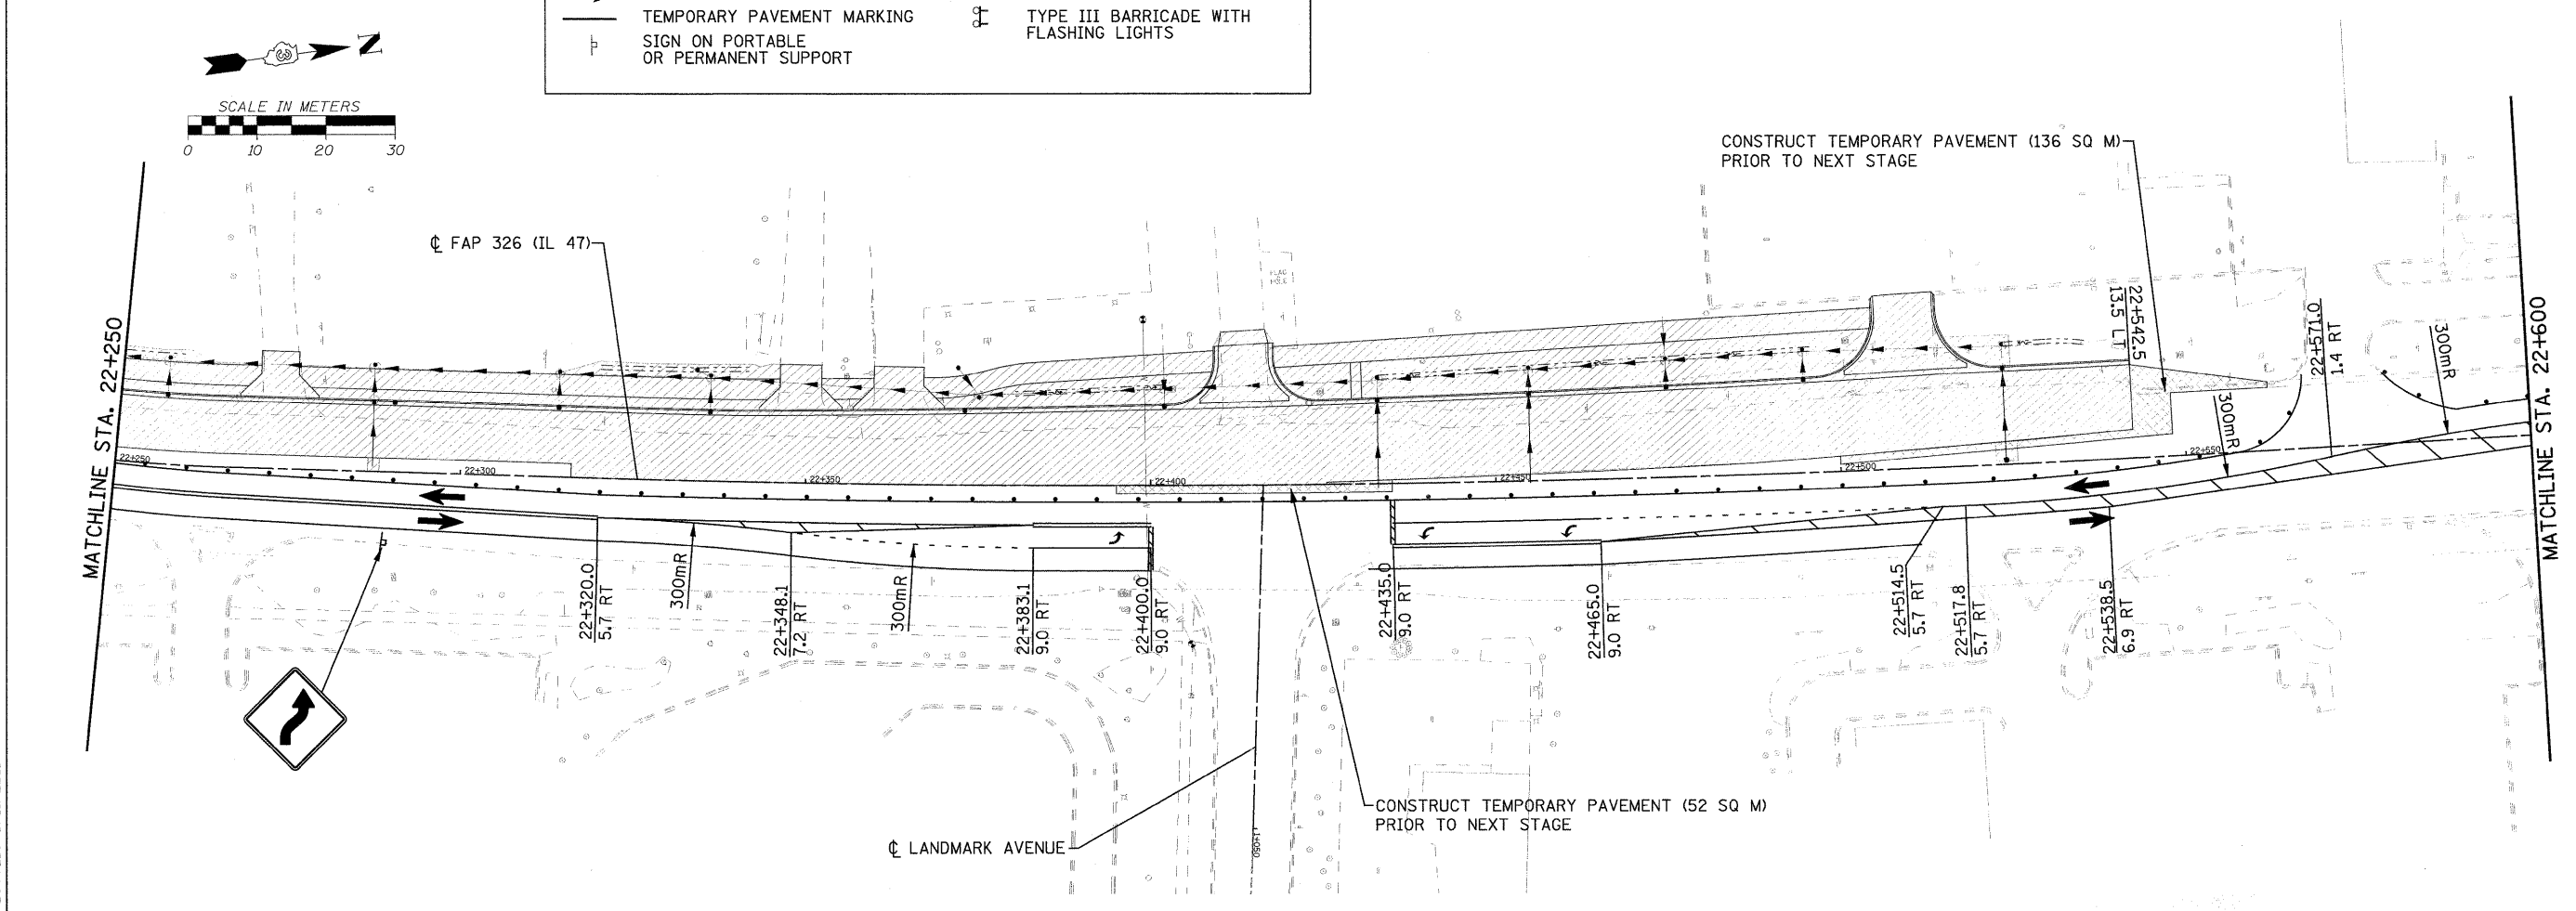 TEMPORARY PAVEMENT MARKING
SIGN ON PORTABLE
OR PERMANENT SUPPORT
TYPE III BARRICADE WITH
FLASHING LIGHTS
3
N
SCALE IN METERS
0 10 20 30
MATCHLINE STA. 22+250
℄ FAP 326 (IL 47)
FLAG
POLE
CONSTRUCT TEMPORARY PAVEMENT (136 SQ M)
PRIOR TO NEXT STAGE
22+542.5
13.5 LT
22+571.0
1.4 RT
300mR
300mR
MATCHLINE STA. 22+600
22+250
22+300
22+350
22+400
22+450
22+500
22+550
22+320.0
5.7 RT
300mR
22+348.1
7.2 RT
300mR
22+383.1
9.0 RT
22+400.0
9.0 RT
22+435.0
9.0 RT
22+465.0
9.0 RT
22+514.5
5.7 RT
22+517.8
5.7 RT
22+538.5
6.9 RT
CONSTRUCT TEMPORARY PAVEMENT (52 SQ M)
PRIOR TO NEXT STAGE
℄ LANDMARK AVENUE
1+050